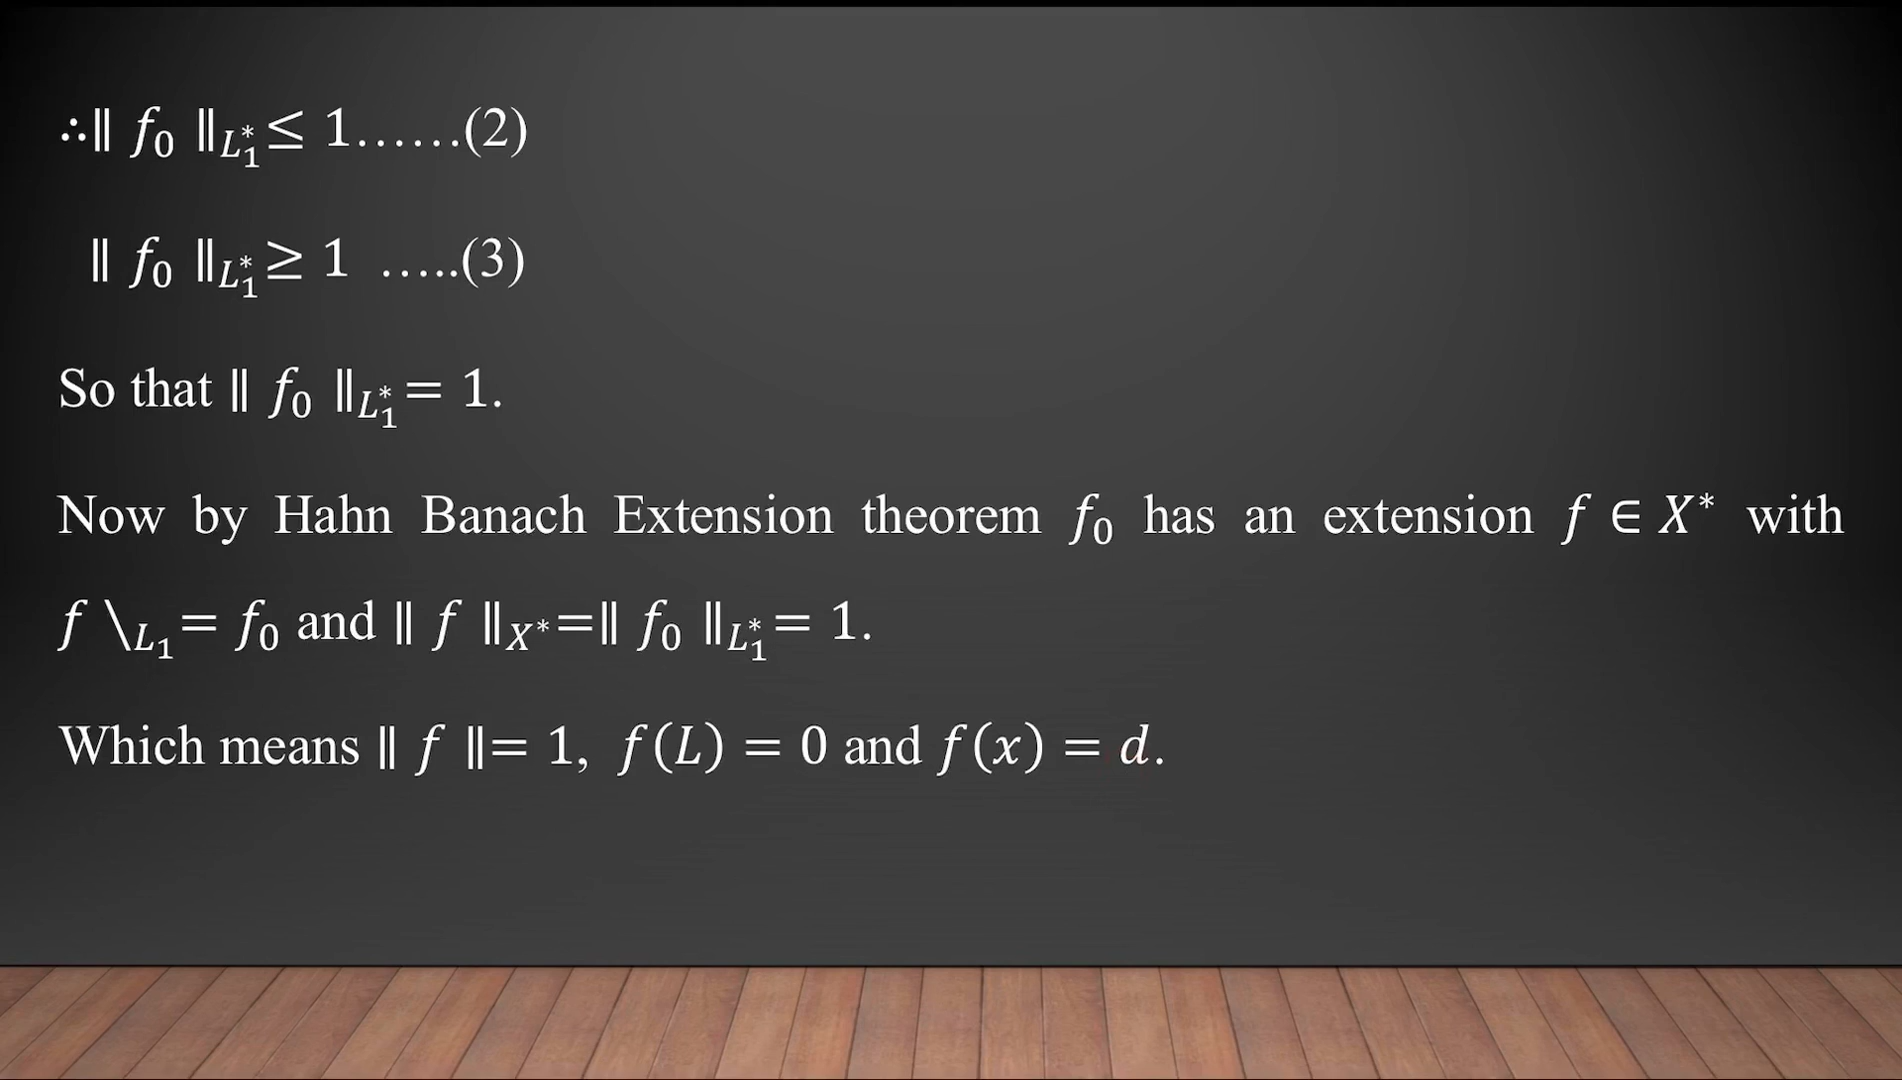 ∴‖ f₀ ‖_{L₁*} ≤ 1……(2)
‖ f₀ ‖_{L₁*} ≥ 1 …..(3)
So that ‖ f₀ ‖_{L₁*} = 1.
Now by Hahn Banach Extension theorem f₀ has an extension f ∈ X* with
f \_{L₁} = f₀ and ‖ f ‖_{X*} =‖ f₀ ‖_{L₁*} = 1.
Which means ‖ f ‖= 1, f(L) = 0 and f(x) = d.